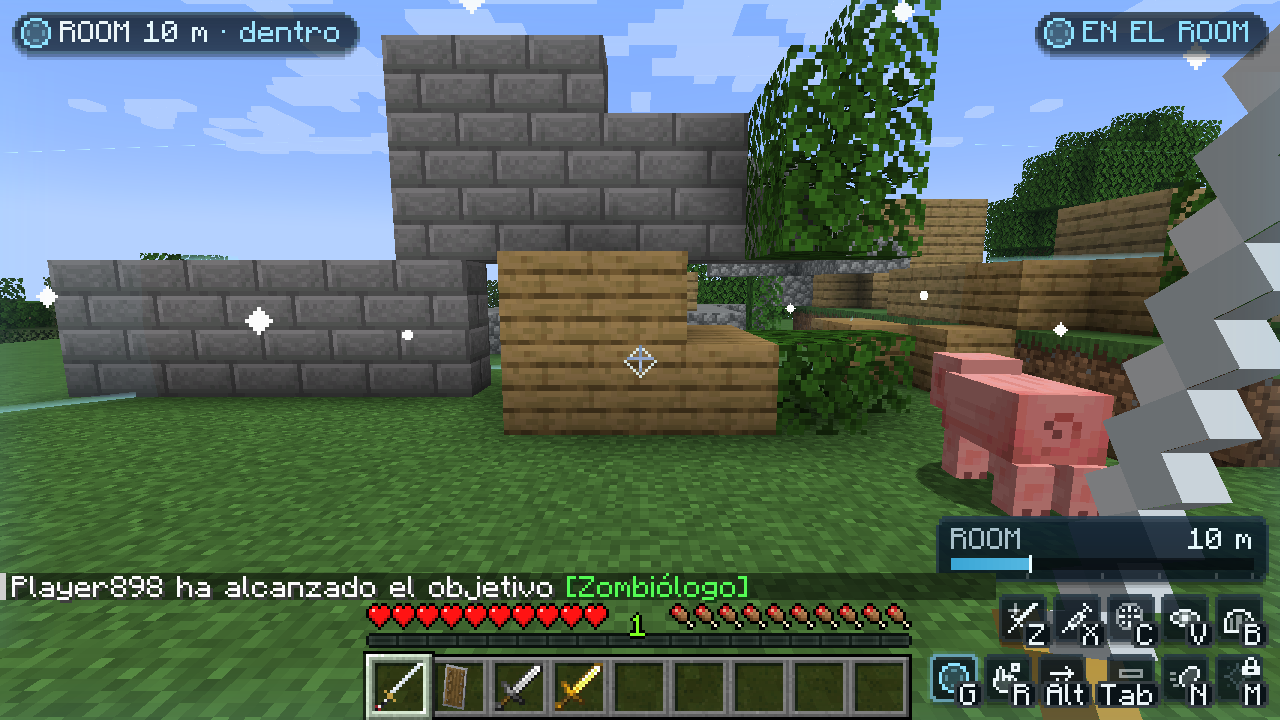 ROOM 10 m · dentro
EN EL ROOM
ROOM 10 m
Player898 ha alcanzado el objetivo [Zombiólogo]
1
Z X C V B
G R Alt Tab N M